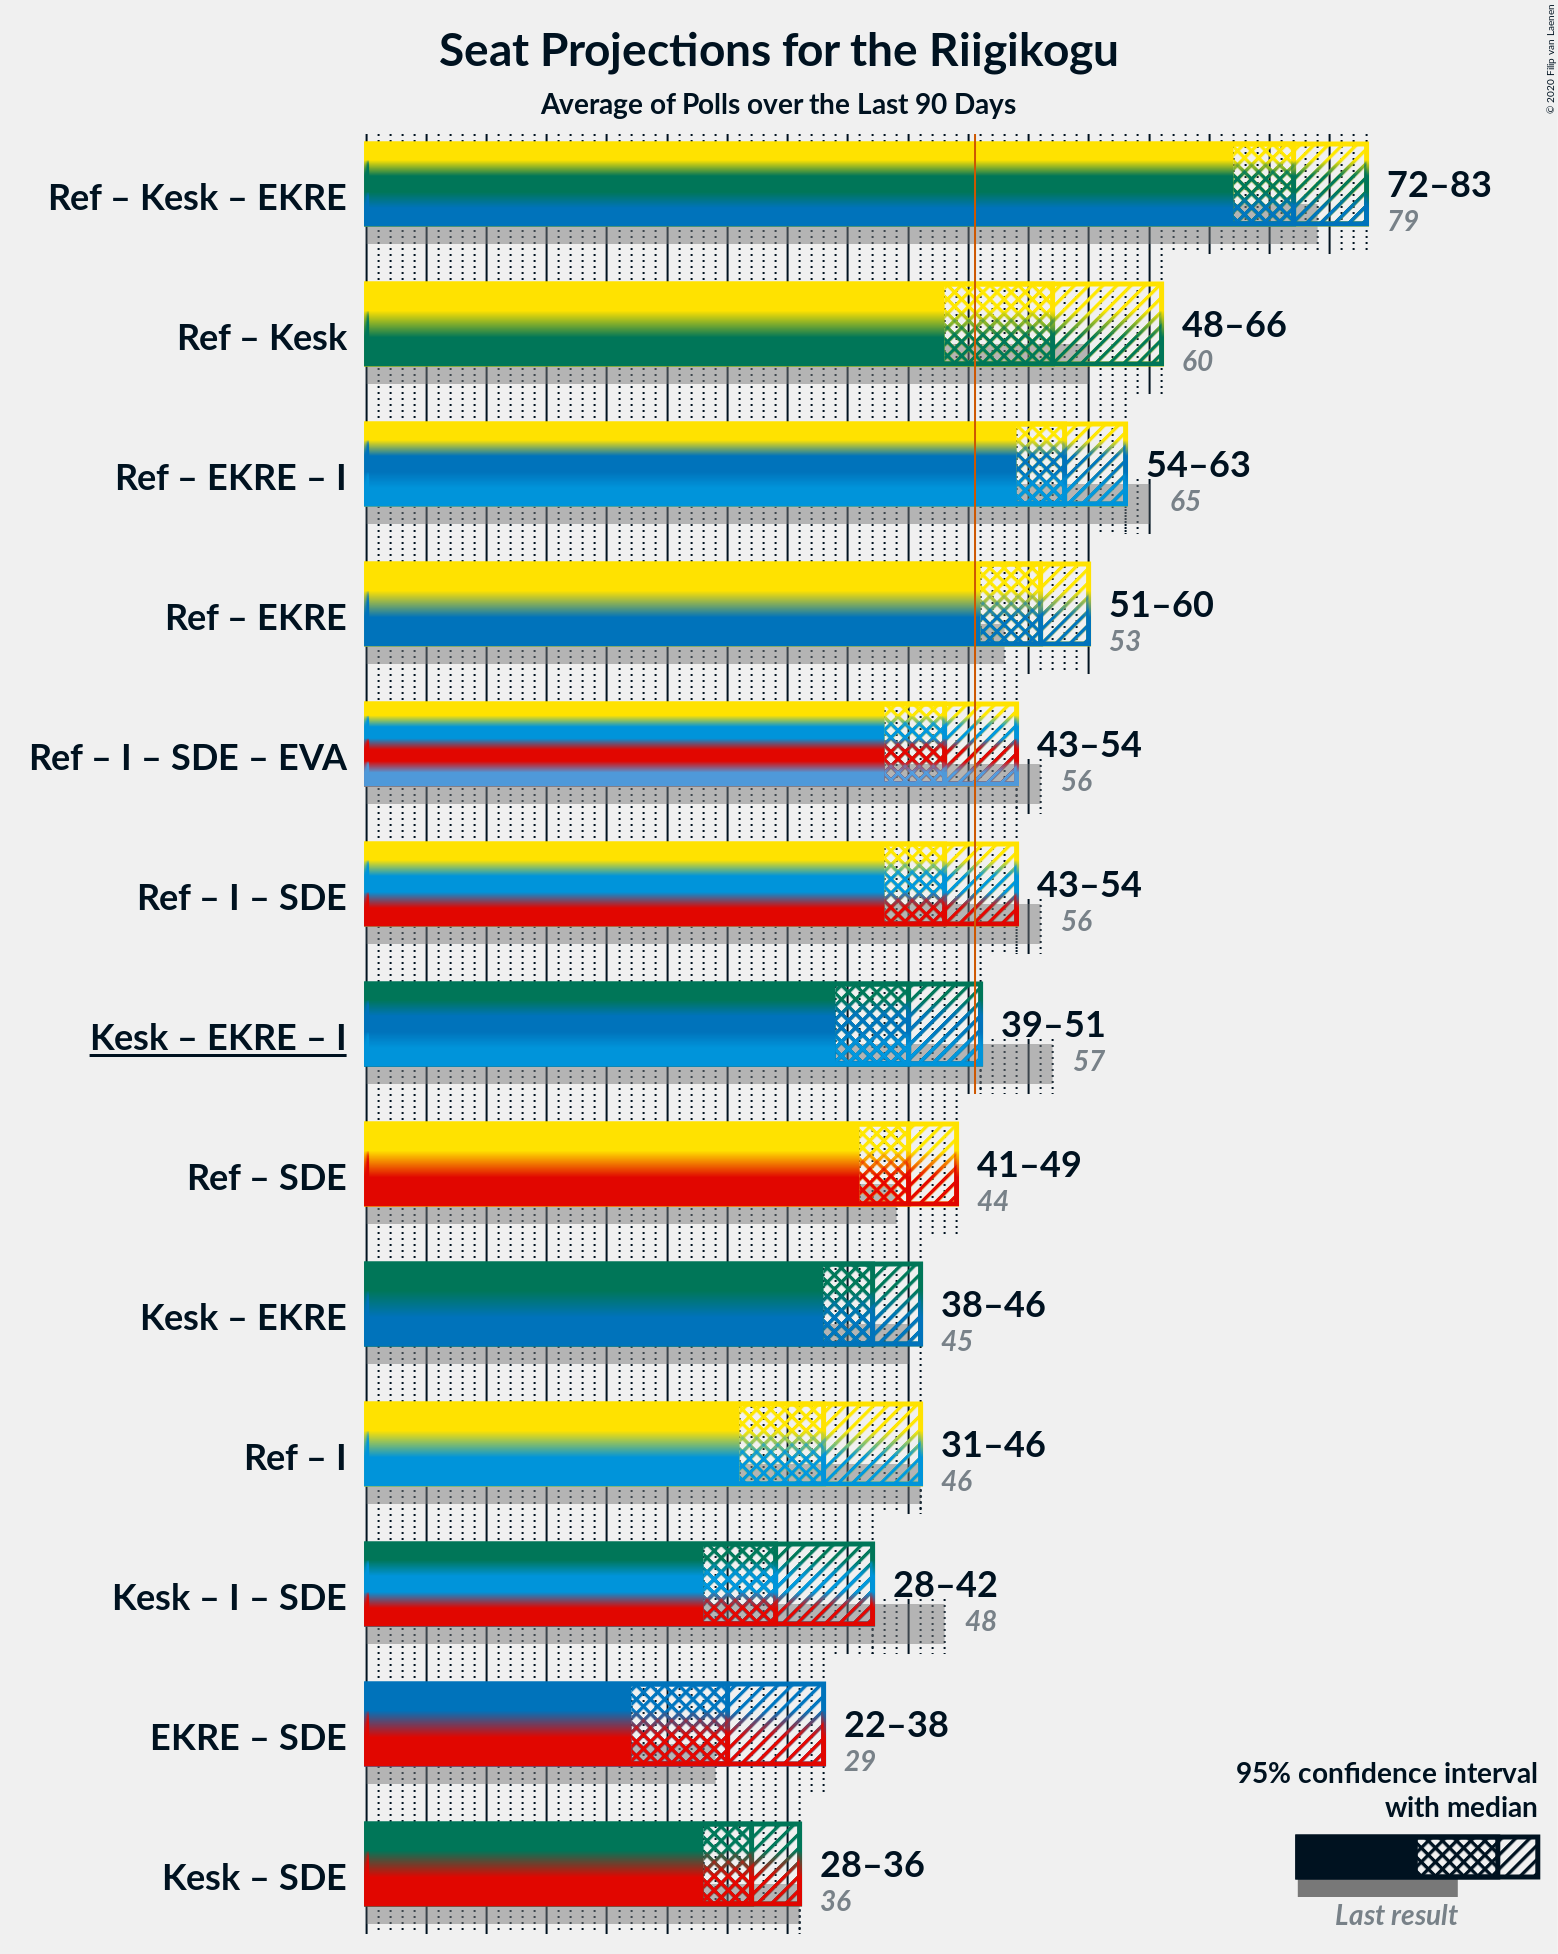 Seat Projections for the Riigikogu
Average of Polls over the Last 90 Days
© 2020 Filip van Laenen
Ref – Kesk – EKRE
72–83
79
Ref – Kesk
48–66
60
Ref – EKRE – I
54–63
65
Ref – EKRE
51–60
53
Ref – I – SDE – EVA
43–54
56
Ref – I – SDE
43–54
56
Kesk – EKRE – I
39–51
57
Ref – SDE
41–49
44
Kesk – EKRE
38–46
45
Ref – I
31–46
46
Kesk – I – SDE
28–42
48
EKRE – SDE
22–38
29
Kesk – SDE
28–36
36
95% confidence interval
with median
Last result